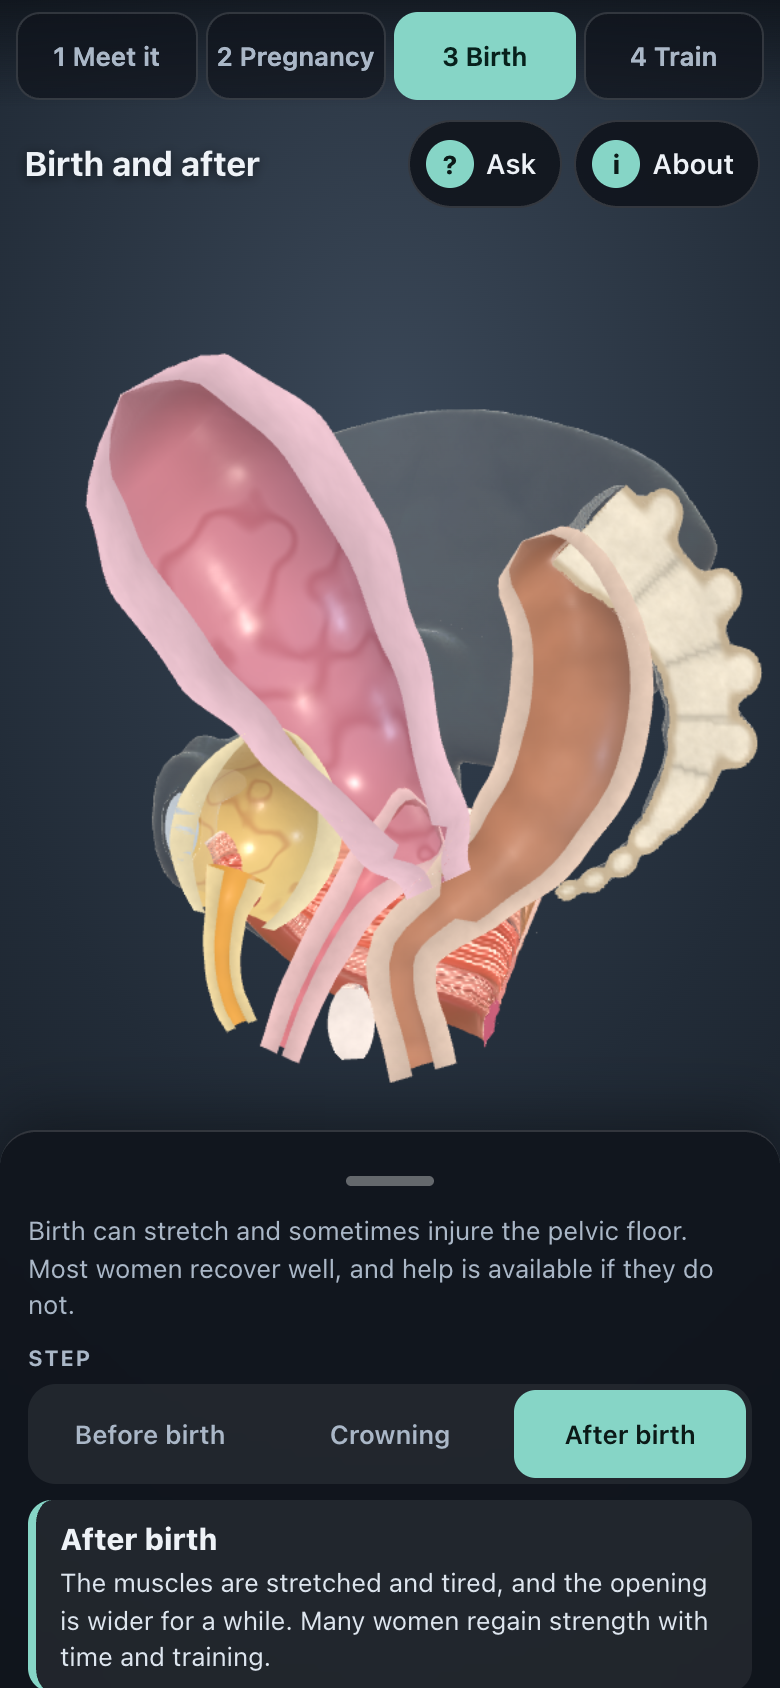 1 Meet it
2 Pregnancy
3 Birth
4 Train
Birth and after
? Ask
i About
Birth can stretch and sometimes injure the pelvic floor.
Most women recover well, and help is available if they do
not.
STEP
Before birth
Crowning
After birth
After birth
The muscles are stretched and tired, and the opening
is wider for a while. Many women regain strength with
time and training.